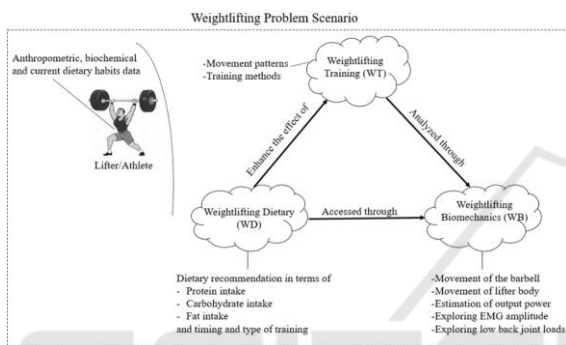 Weightlifting Problem Scenario
Anthropometric, biochemical
and current dietary habits data
Lifter/Athlete
-Movement patterns
-Training methods
Weightlifting
Training (WT)
Enhance the effect of
Analyzed through
Weightlifting Dietary
(WD)
Accessed through
Weightlifting
Biomechanics (WB)
Dietary recommendation in terms of
- Protein intake
- Carbohydrate intake
- Fat intake
and timing and type of training
-Movement of the barbell
-Movement of lifter body
-Estimation of output power
-Exploring EMG amplitude
-Exploring low back joint loads